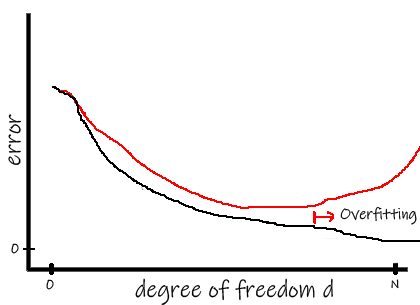 error
Overfitting
0
0
N
degree of freedom d